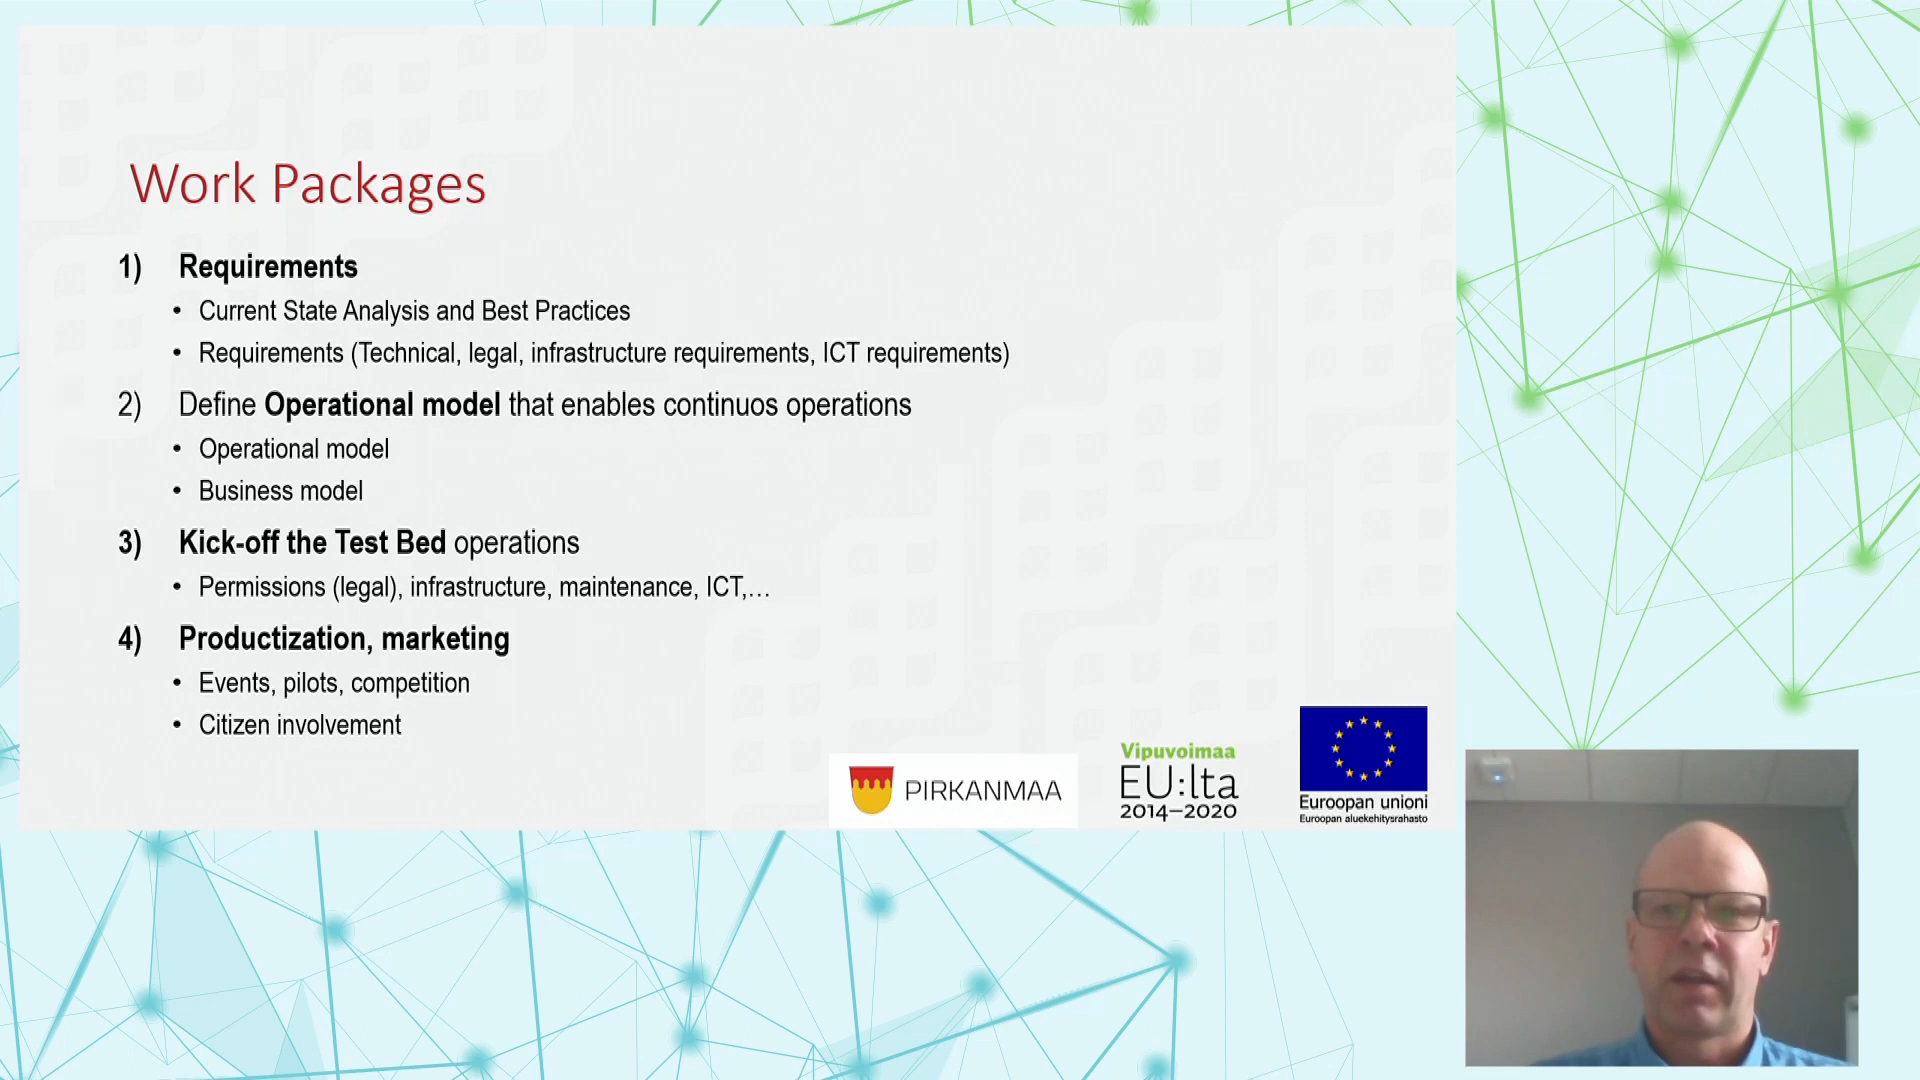 Work Packages
1) Requirements
• Current State Analysis and Best Practices
• Requirements (Technical, legal, infrastructure requirements, ICT requirements)
2) Define Operational model that enables continuos operations
• Operational model
• Business model
3) Kick-off the Test Bed operations
• Permissions (legal), infrastructure, maintenance, ICT,…
4) Productization, marketing
• Events, pilots, competition
• Citizen involvement
PIRKANMAA
Vipuvoimaa
EU:lta
2014–2020
Euroopan unioni
Euroopan aluekehitysrahasto